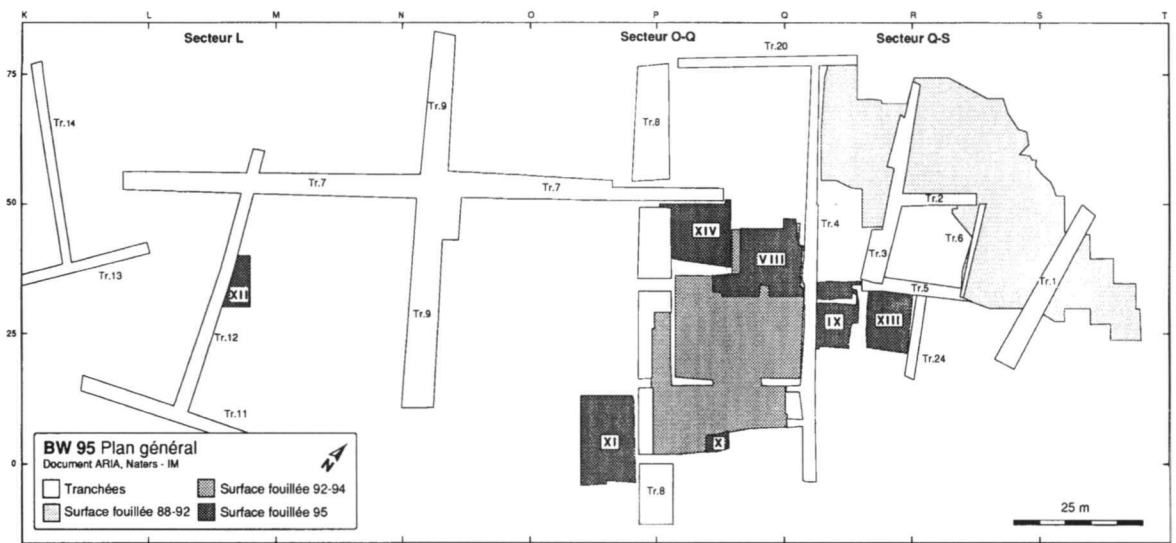 K L M N O P Q R S T
Secteur L Secteur O-Q Secteur Q-S
Tr.20
75
Tr.9
Tr.8
Tr.14
Tr.7 Tr.7
Tr.2
50
XIV
Tr.4
Tr.6
Tr.3
VIII
Tr.13
Tr.1
XII
Tr.5
Tr.9
IX XIII
25
Tr.12
Tr.24
Tr.11
XI X
0
Tr.8
BW 95 Plan général
Document ARIA, Naters - IM
N
Tranchées
Surface fouillée 92-94
Surface fouillée 88-92
Surface fouillée 95
25 m